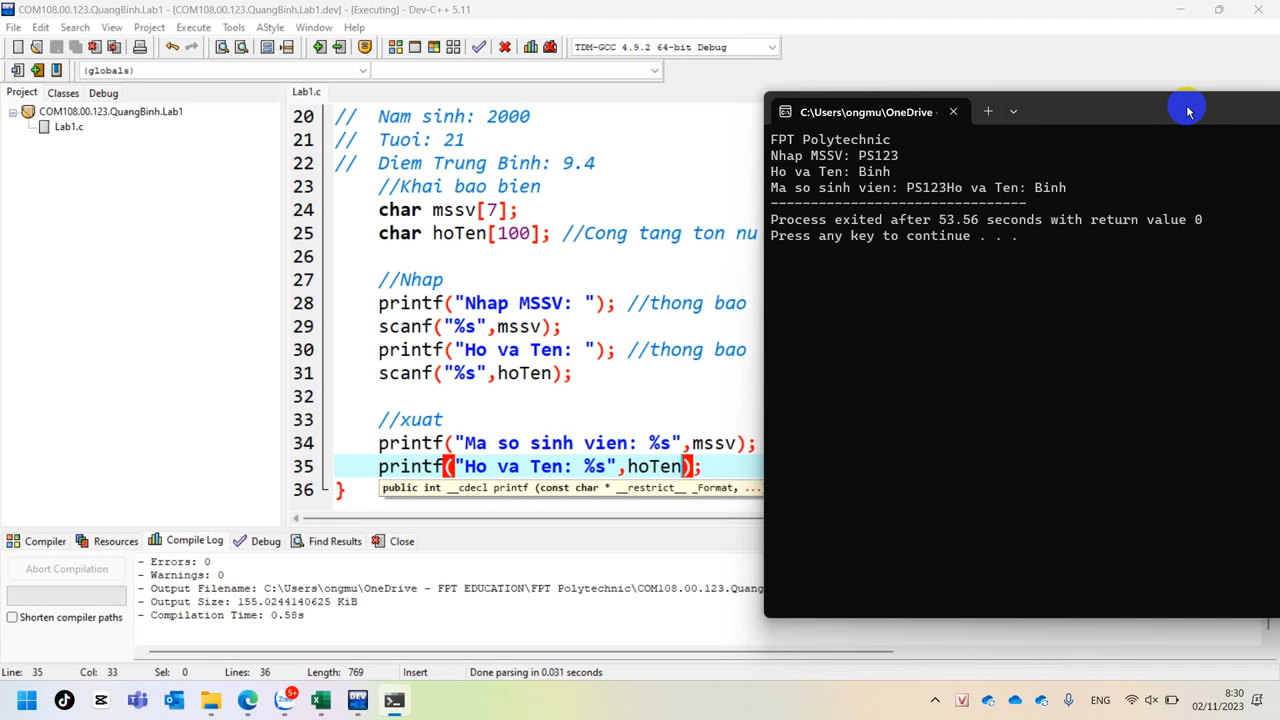 COM108.00.123.QuangBinh.Lab1 - [COM108.00.123.QuangBinh.Lab1.dev] - [Executing] - Dev-C++ 5.11
File Edit Search View Project Execute Tools AStyle Window Help
TDM-GCC 4.9.2 64-bit Debug
(globals)
Project Classes Debug
COM108.00.123.QuangBinh.Lab1
Lab1.c
Lab1.c
20 // Nam sinh: 2000
21 // Tuoi: 21
22 // Diem Trung Binh: 9.4
23 //Khai bao bien
24 char mssv[7];
25 char hoTen[100]; //Cong tang ton nu
26
27 //Nhap
28 printf("Nhap MSSV: "); //thong bao
29 scanf("%s",mssv);
30 printf("Ho va Ten: "); //thong bao
31 scanf("%s",hoTen);
32
33 //xuat
34 printf("Ma so sinh vien: %s",mssv);
35 printf("Ho va Ten: %s",hoTen);
36 }
public int __cdecl printf (const char * __restrict__ _Format, ...
C:\Users\ongmu\OneDrive
FPT Polytechnic
Nhap MSSV: PS123
Ho va Ten: Binh
Ma so sinh vien: PS123Ho va Ten: Binh
--------------------------------
Process exited after 53.56 seconds with return value 0
Press any key to continue . . .
Compiler Resources Compile Log Debug Find Results Close
Abort Compilation
Shorten compiler paths
- Errors: 0
- Warnings: 0
- Output Filename: C:\Users\ongmu\OneDrive - FPT EDUCATION\FPT Polytechnic\COM108.00.123.Quang
- Output Size: 155.0244140625 KiB
- Compilation Time: 0.58s
Line: 35 Col: 33 Sel: 0 Lines: 36 Length: 769 Insert Done parsing in 0.031 seconds
5+
DEV
V
ENG
8:30
02/11/2023